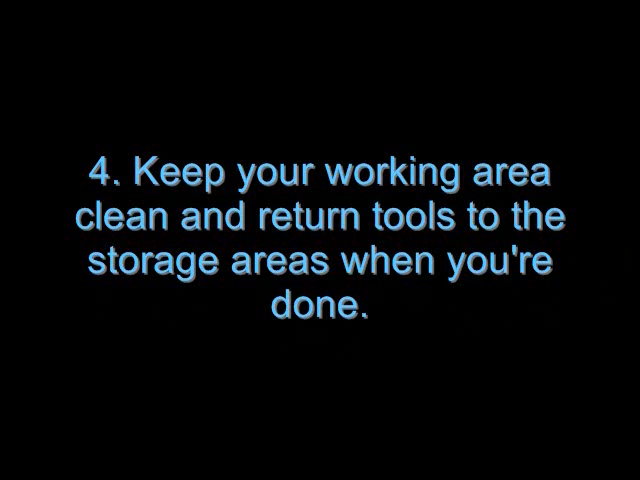 4. Keep your working area
clean and return tools to the
storage areas when you're
done.